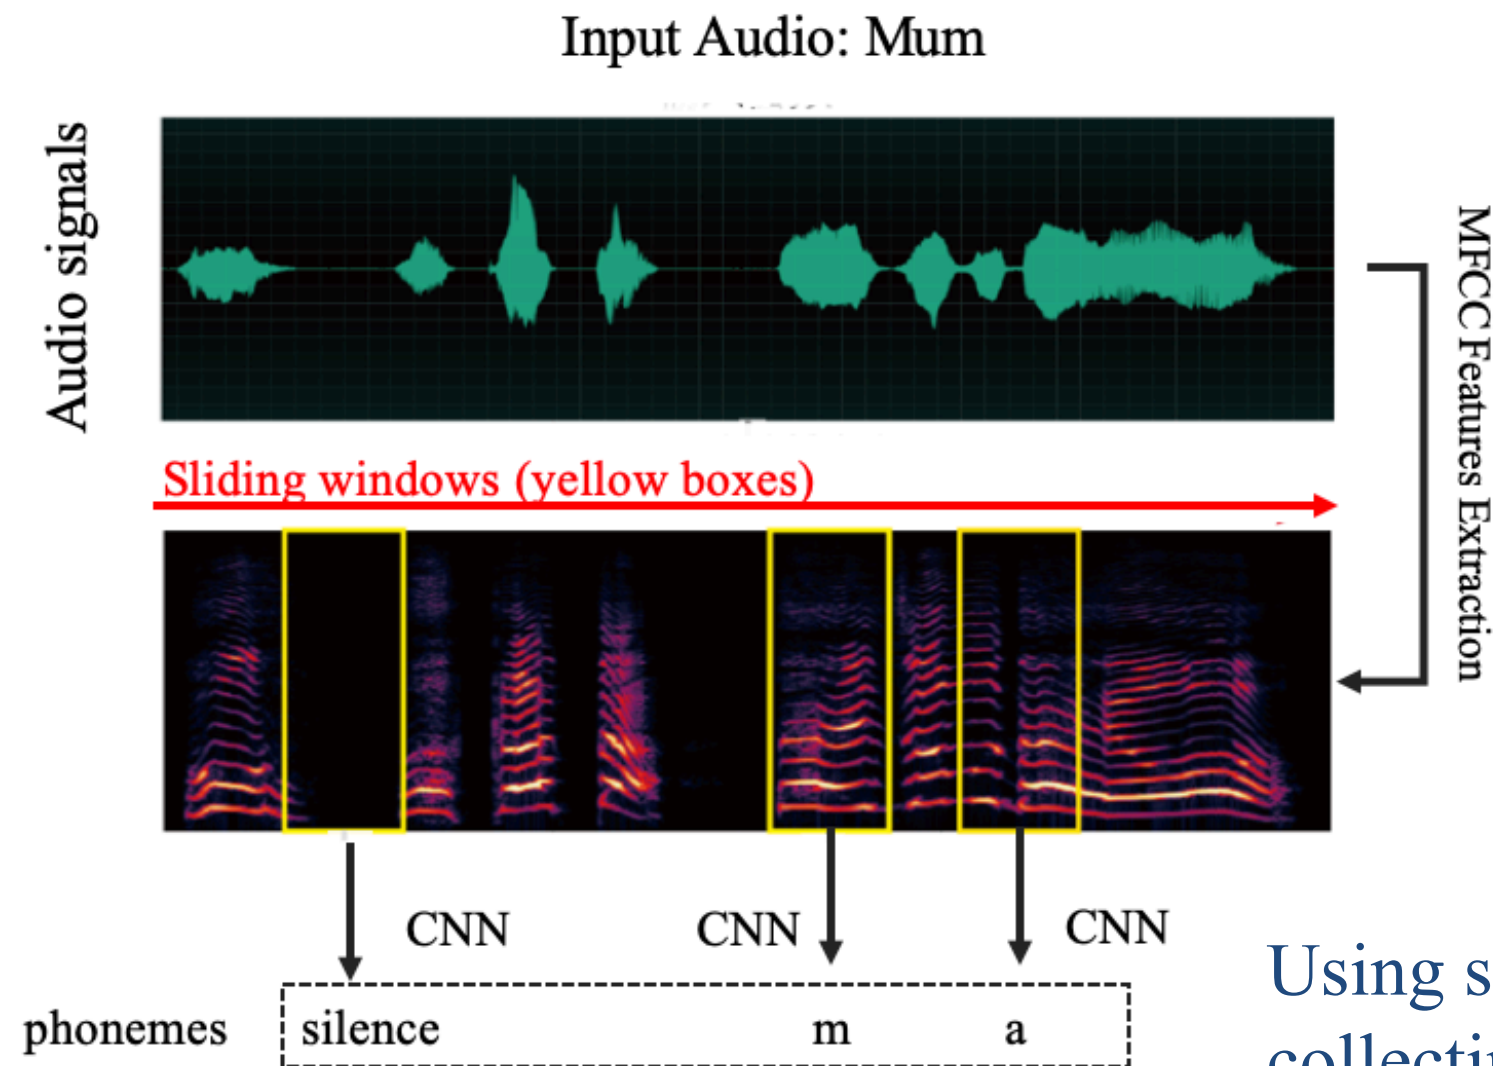 Input Audio: Mum
Audio signals
MFCC Features Extraction
Sliding windows (yellow boxes)
CNN
CNN
CNN
Using
phonemes
silence
m
a